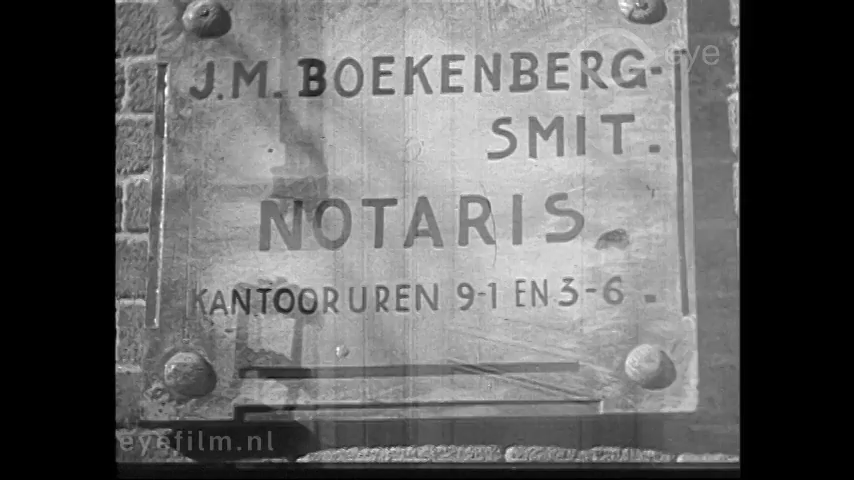 eye
J.M. BOEKENBERG-
SMIT.
NOTARIS.
KANTOORUREN 9-1 EN 3-6.
eyefilm.nl